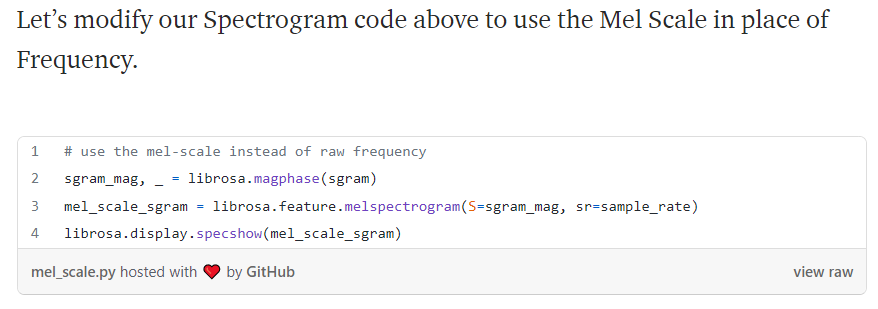 Let’s modify our Spectrogram code above to use the Mel Scale in place of
Frequency.
1 # use the mel-scale instead of raw frequency
2 sgram_mag, _ = librosa.magphase(sgram)
3 mel_scale_sgram = librosa.feature.melspectrogram(S=sgram_mag, sr=sample_rate)
4 librosa.display.specshow(mel_scale_sgram)
mel_scale.py hosted with ❤ by GitHub view raw